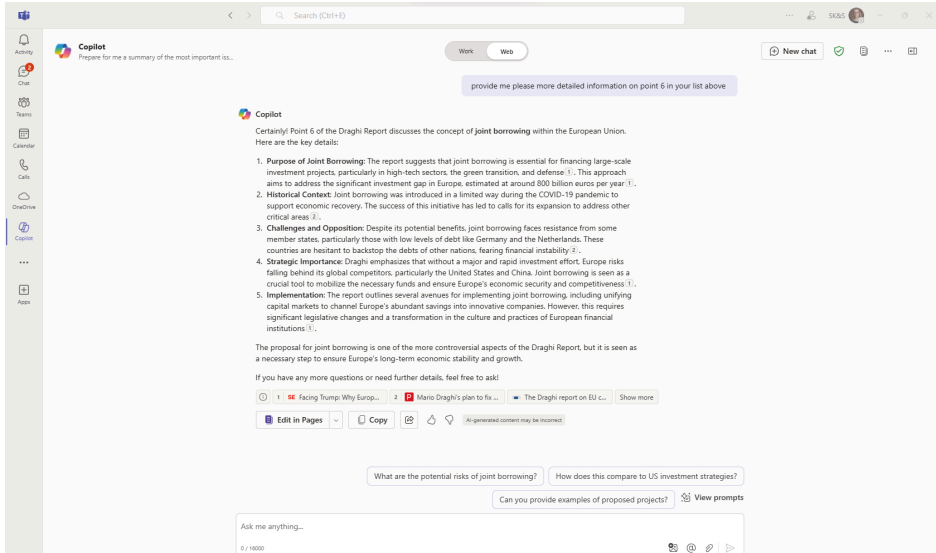 Search (Ctrl+E)
SK&S
Activity
2
Chat
Teams
Calendar
Calls
OneDrive
Copilot
Apps
Copilot
Prepare for me a summary of the most important iss...
Work Web
New chat
provide me please more detailed information on point 6 in your list above
Copilot
Certainly! Point 6 of the Draghi Report discusses the concept of joint borrowing within the European Union.
Here are the key details:
1. Purpose of Joint Borrowing: The report suggests that joint borrowing is essential for financing large-scale
investment projects, particularly in high-tech sectors, the green transition, and defense 1 . This approach
aims to address the significant investment gap in Europe, estimated at around 800 billion euros per year 1 .
2. Historical Context: Joint borrowing was introduced in a limited way during the COVID-19 pandemic to
support economic recovery. The success of this initiative has led to calls for its expansion to address other
critical areas 2 .
3. Challenges and Opposition: Despite its potential benefits, joint borrowing faces resistance from some
member states, particularly those with low levels of debt like Germany and the Netherlands. These
countries are hesitant to backstop the debts of other nations, fearing financial instability 2 .
4. Strategic Importance: Draghi emphasizes that without a major and rapid investment effort, Europe risks
falling behind its global competitors, particularly the United States and China. Joint borrowing is seen as a
crucial tool to mobilize the necessary funds and ensure Europe's economic security and competitiveness 1 .
5. Implementation: The report outlines several avenues for implementing joint borrowing, including unifying
capital markets to channel Europe's abundant savings into innovative companies. However, this requires
significant legislative changes and a transformation in the culture and practices of European financial
institutions 1 .
The proposal for joint borrowing is one of the more controversial aspects of the Draghi Report, but it is seen as
a necessary step to ensure Europe's long-term economic stability and growth.
If you have any more questions or need further details, feel free to ask!
1 SE Facing Trump: Why Europ... 2 P Mario Draghi's plan to fix ... The Draghi report on EU c... Show more
Edit in Pages Copy AI-generated content may be incorrect
What are the potential risks of joint borrowing? How does this compare to US investment strategies?
Can you provide examples of proposed projects? View prompts
Ask me anything...
0 / 16000